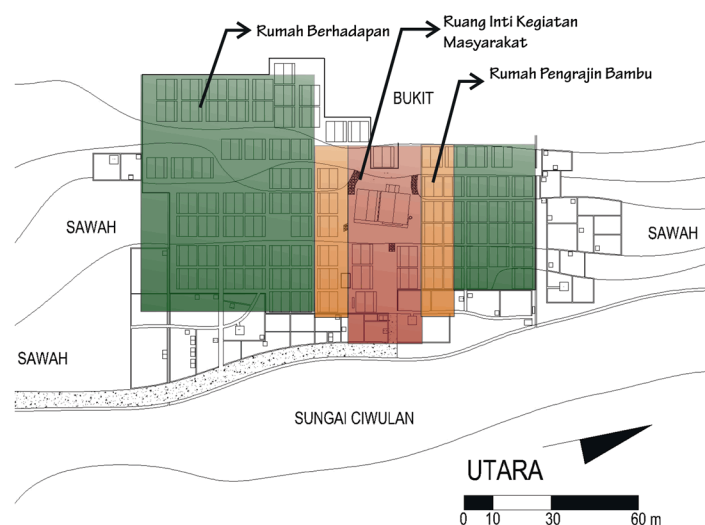 Rumah Berhadapan
Ruang Inti Kegiatan
Masyarakat
Rumah Pengrajin Bambu
BUKIT
SAWAH
SAWAH
SAWAH
SUNGAI CIWULAN
UTARA
0 10 30 60 m